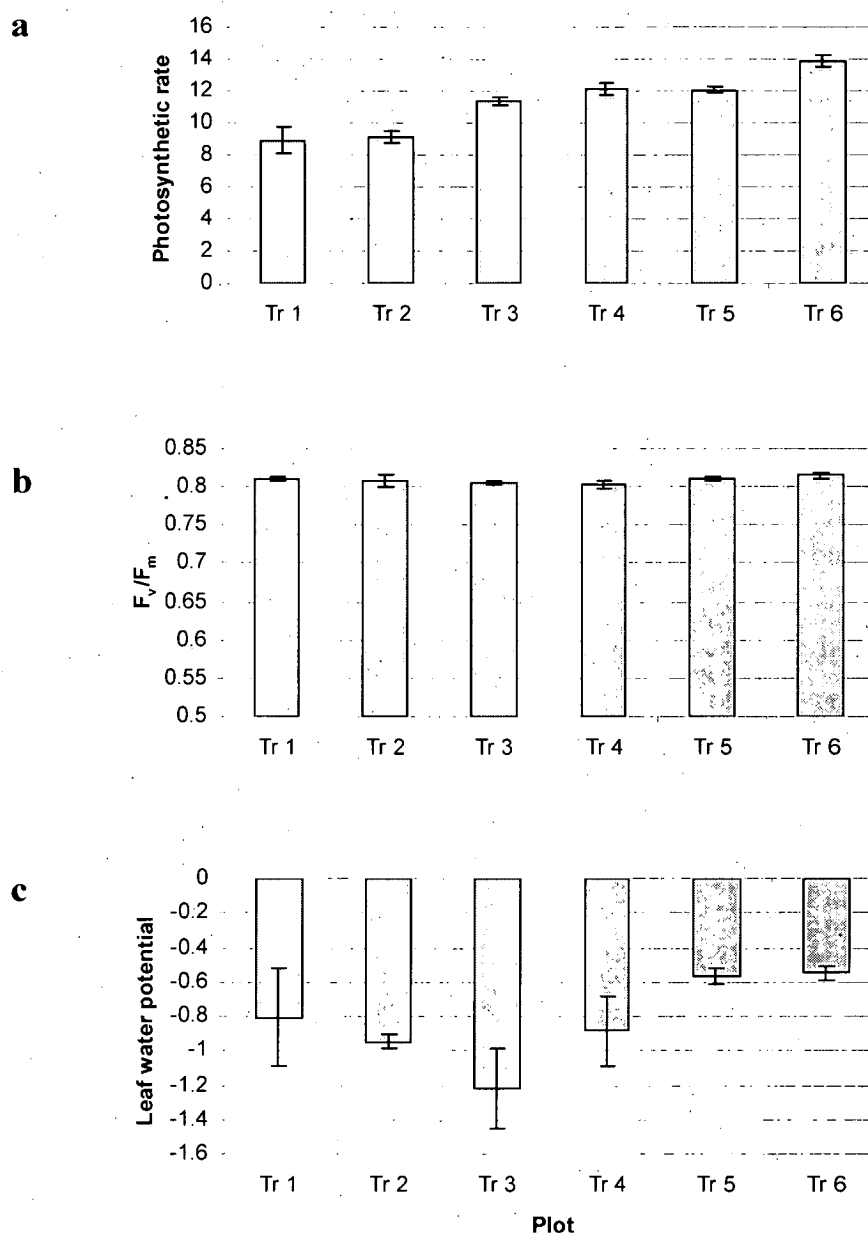 a
Photosynthetic rate
16
14
12
10
8
6
4
2
0
Tr 1 Tr 2 Tr 3 Tr 4 Tr 5 Tr 6
b
Fv/Fm
0.85
0.8
0.75
0.7
0.65
0.6
0.55
0.5
Tr 1 Tr 2 Tr 3 Tr 4 Tr 5 Tr 6
c
Leaf water potential
0
-0.2
-0.4
-0.6
-0.8
-1
-1.2
-1.4
-1.6
Tr 1 Tr 2 Tr 3 Tr 4 Tr 5 Tr 6
Plot